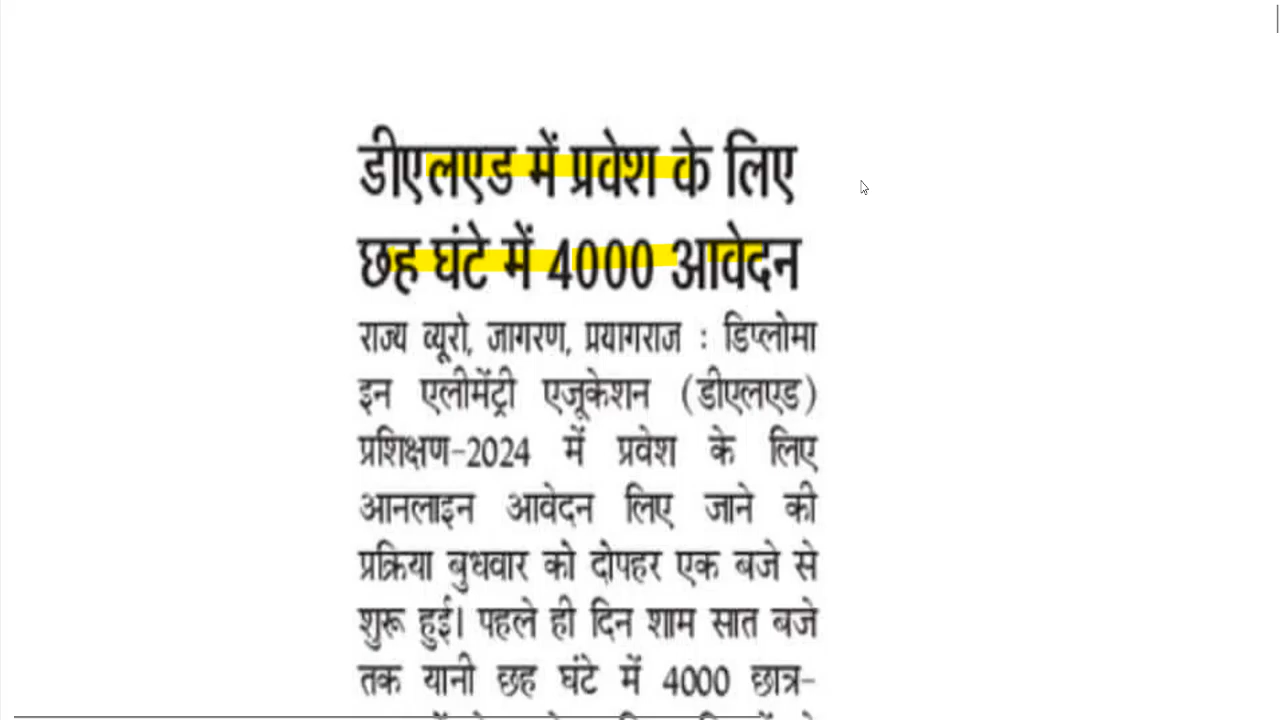 डीएलएड में प्रवेश के लिए
छह घंटे में 4000 आवेदन
राज्य ब्यूरो, जागरण, प्रयागराज : डिप्लोमा
इन एलीमेंट्री एजूकेशन (डीएलएड)
प्रशिक्षण-2024 में प्रवेश के लिए
आनलाइन आवेदन लिए जाने की
प्रक्रिया बुधवार को दोपहर एक बजे से
शुरू हुई। पहले ही दिन शाम सात बजे
तक यानी छह घंटे में 4000 छात्र-